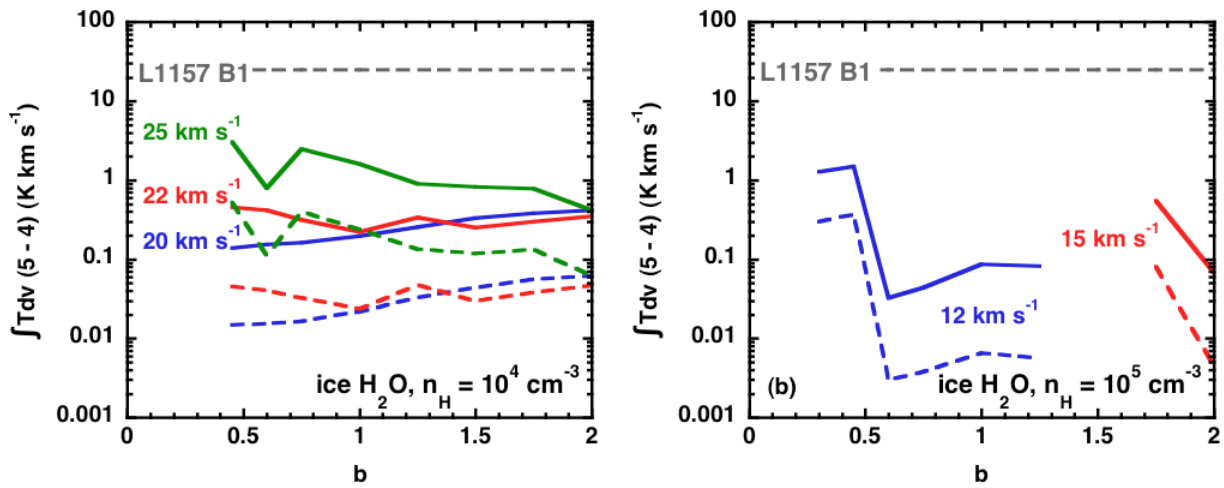 100
10
1
0.1
0.01
0.001
∫Tdv (5 - 4) (K km s⁻¹)
L1157 B1
25 km s⁻¹
22 km s⁻¹
20 km s⁻¹
ice H₂O, n_H = 10⁴ cm⁻³
0 0.5 1 1.5 2
b
100
10
1
0.1
0.01
0.001
∫Tdv (5 - 4) (K km s⁻¹)
L1157 B1
15 km s⁻¹
12 km s⁻¹
(b) ice H₂O, n_H = 10⁵ cm⁻³
0 0.5 1 1.5 2
b